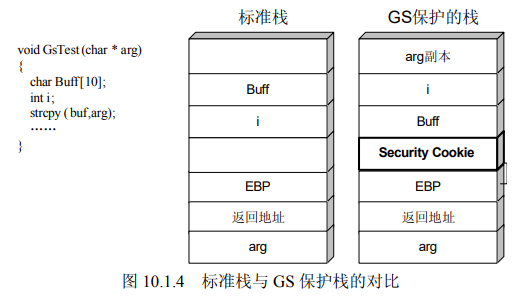 标准栈
GS保护的栈
void GsTest(char * arg)
{
char Buff[10];
int i;
strcpy( buf,arg);
……
}
Buff
i
EBP
返回地址
arg
arg副本
i
Buff
Security Cookie
EBP
返回地址
arg
图 10.1.4 标准栈与 GS 保护栈的对比